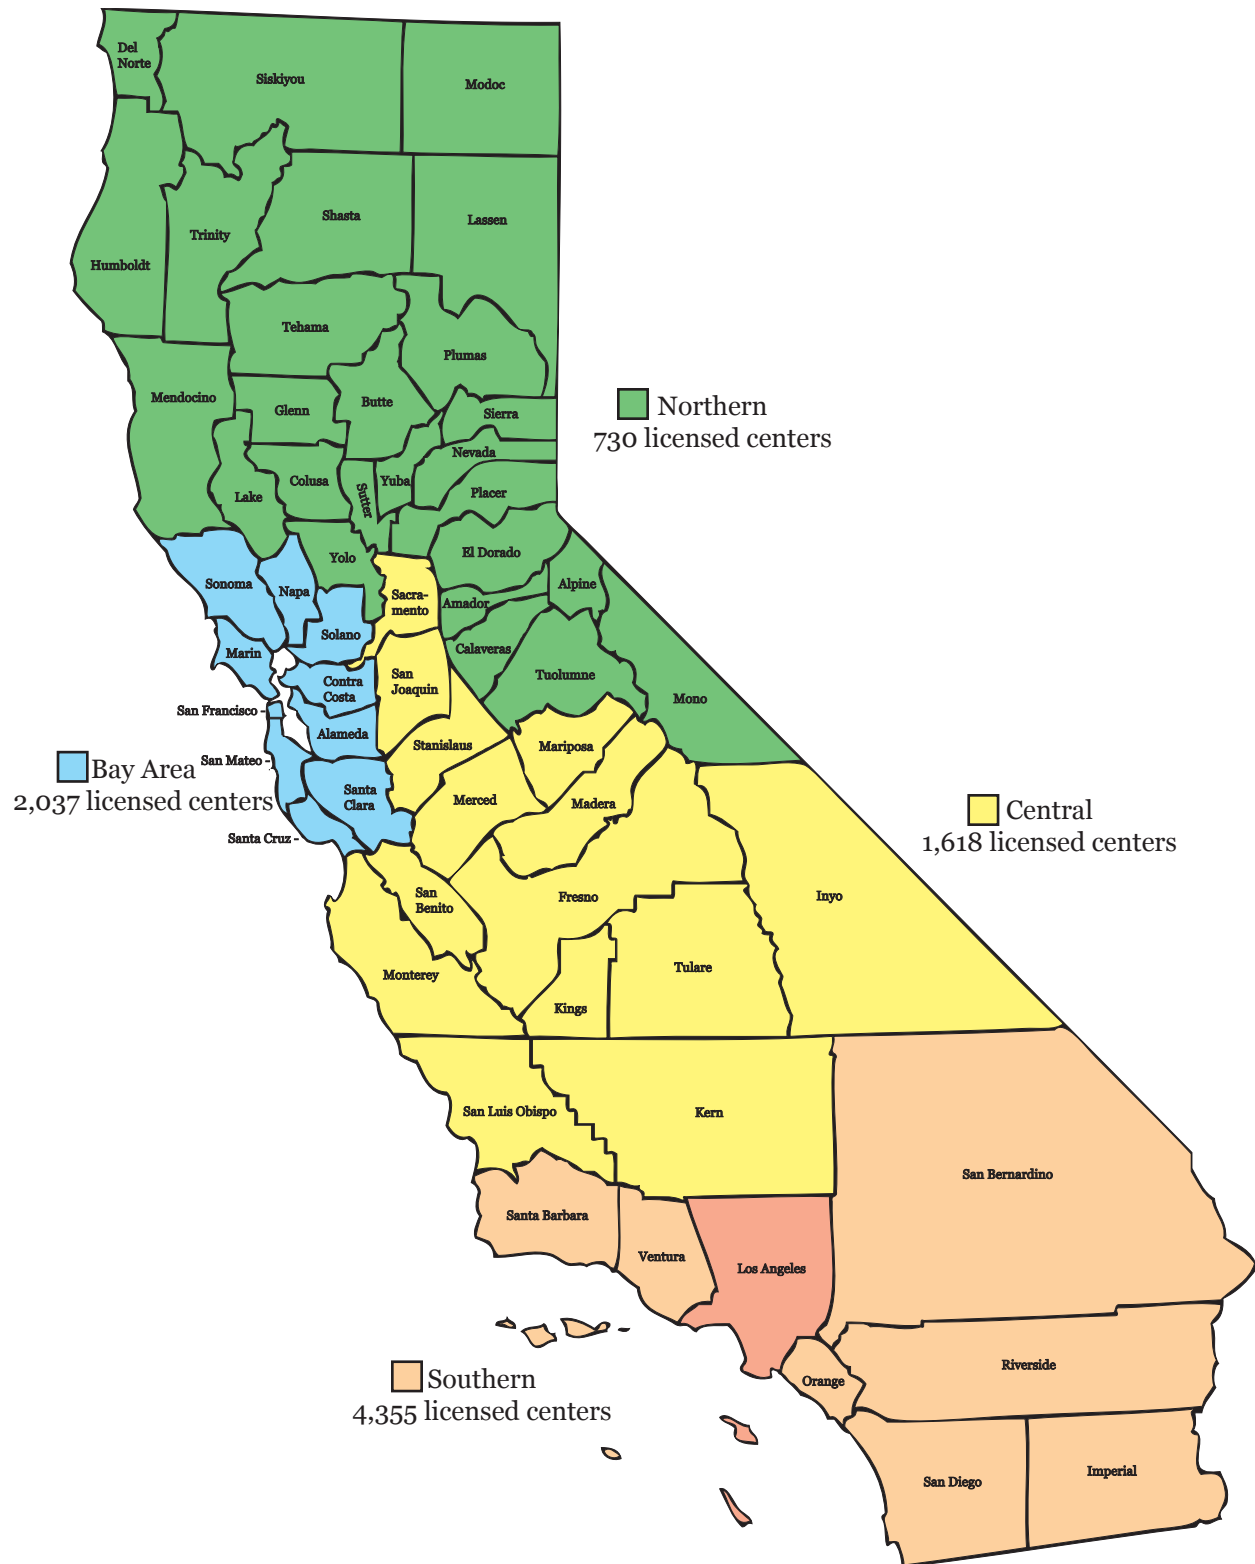 Del
Norte
Siskiyou
Modoc
Shasta
Lassen
Trinity
Humboldt
Tehama
Plumas
Mendocino
Glenn
Butte
Sierra
Northern
730 licensed centers
Nevada
Colusa
Sutter
Yuba
Placer
Lake
Yolo
El Dorado
Sonoma
Napa
Sacra-
mento
Amador
Alpine
Solano
Marin
Calaveras
Contra
Costa
San
Joaquin
Tuolumne
Mono
San Francisco -
Alameda
Stanislaus
Mariposa
San Mateo -
Bay Area
2,037 licensed centers
Santa
Clara
Merced
Madera
Central
1,618 licensed centers
Santa Cruz -
San
Benito
Fresno
Inyo
Monterey
Tulare
Kings
San Luis Obispo
Kern
San Bernardino
Santa Barbara
Ventura
Los Angeles
Southern
4,355 licensed centers
Orange
Riverside
San Diego
Imperial